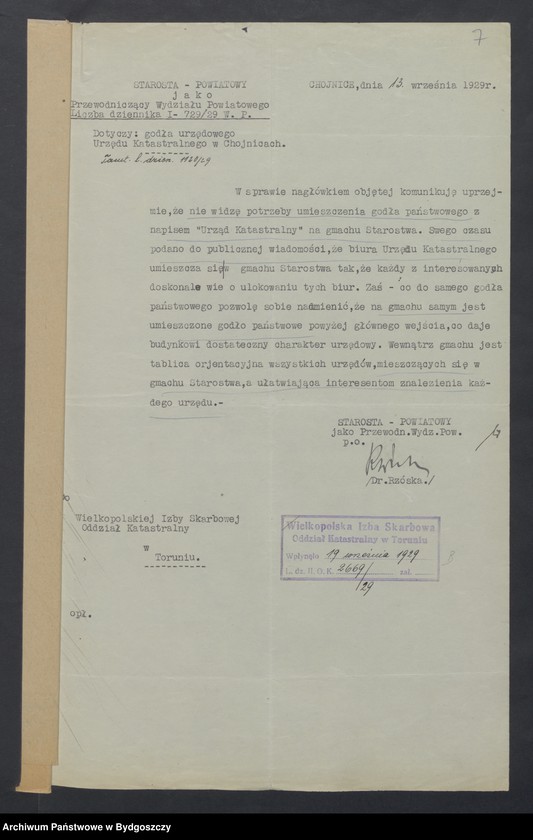 7
STAROSTA - POWIATOWY
CHOJNICE,dnia 13. września 1929r.
j a k o
Przewodniczący Wydziału Powiatowego
Liczba dziennika I- 729/29 W. P.
Dotyczy: godła urzędowego
Urzędu Katastralnego w Chojnicach.
W sprawie nagłówkiem objętej komunikuję uprzej-
mie,że nie widzę potrzeby umieszczenia godła państwowego z
napisem "Urząd Katastralny" na gmachu Starostwa. Swego czasu
podano do publicznej wiadomości,że biura Urzędu Katastralnego
umieszcza się w gmachu Starostwa tak,że każdy z interesowanych
doskonale wie o ulokowaniu tych biur. Zaś - co do samego godła
państwowego pozwolę sobie nadmienić,że na gmachu samym jest
umieszczone godło państwowe powyżej głównego wejścia,co daje
budynkowi dostateczny charakter urzędowy. Wewnątrz gmachu jest
tablica orjentacyjna wszystkich urzędów,mieszczących się w
gmachu Starostwa,a ułatwiająca interesentom znalezienia każ-
dego urzędu.-
STAROSTA - POWIATOWY
jako Przewodn.Wydz.Pow.
p.o.
/Dr.Rzóska./
Wielkopolskiej Izby Skarbowej
Oddział Katastralny
w
Toruniu.
Wielkopolska Izba Skarbowa
Oddział Katastralny w Toruniu
Wpłynęło 19 września 1929
L. dz. II. O. K. 2669/ zał.
/29
opł.
Archiwum Państwowe w Bydgoszczy